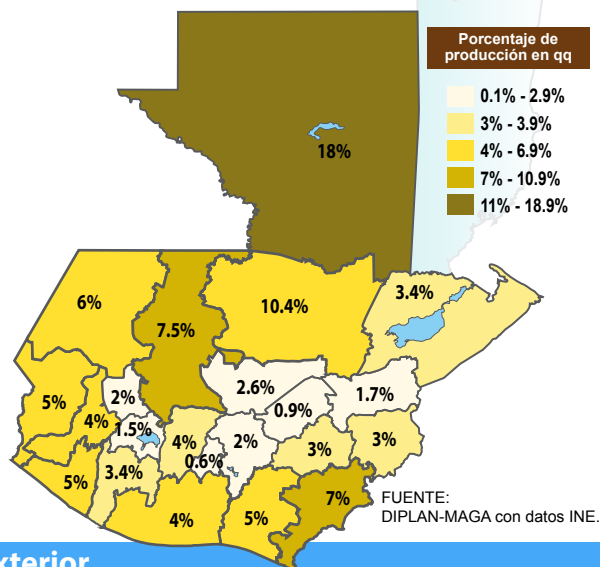 Porcentaje de
producción en qq
0.1% - 2.9%
3% - 3.9%
4% - 6.9%
7% - 10.9%
11% - 18.9%
18%
3.4%
6%
10.4%
7.5%
2.6%
1.7%
2%
5%
0.9%
4%
1.5%
4%
2%
3%
3%
0.6%
3.4%
5%
7%
4%
5%
FUENTE:
DIPLAN-MAGA con datos INE.
xterior